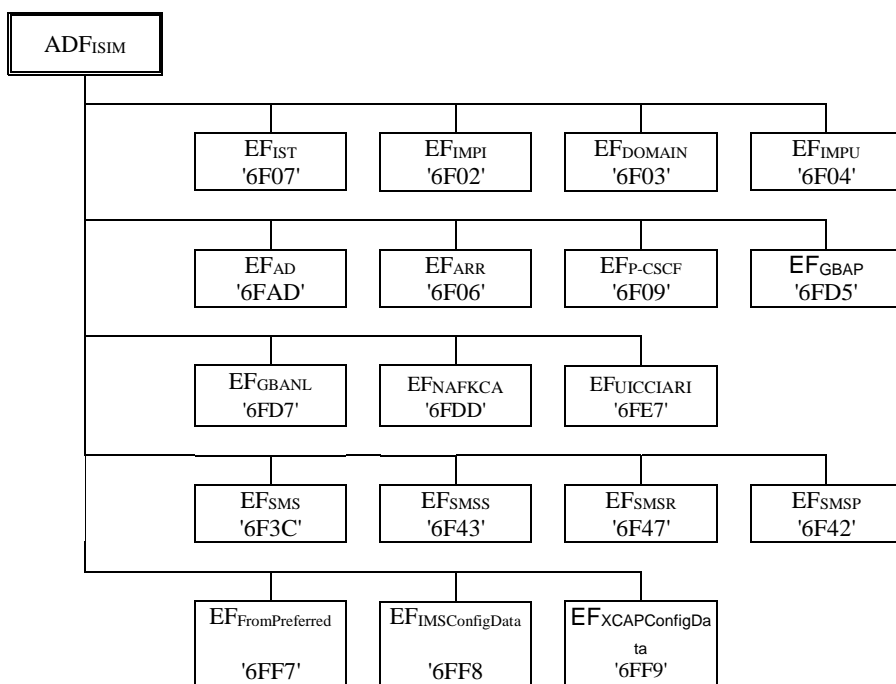 ADFISIM
EFIST EFIMPI EFDOMAIN EFIMPU
'6F07' '6F02' '6F03' '6F04'
EFAD EFARR EFP-CSCF EFGBAP
'6FAD' '6F06' '6F09' '6FD5'
EFGBANL EFNAFKCA EFUICCIARI
'6FD7' '6FDD' '6FE7'
EFSMS EFSMSS EFSMSR EFSMSP
'6F3C' '6F43' '6F47' '6F42'
EFFromPreferred EFIMSConfigData EFXCAPConfigDa
ta
'6FF7' '6FF8 '6FF9'